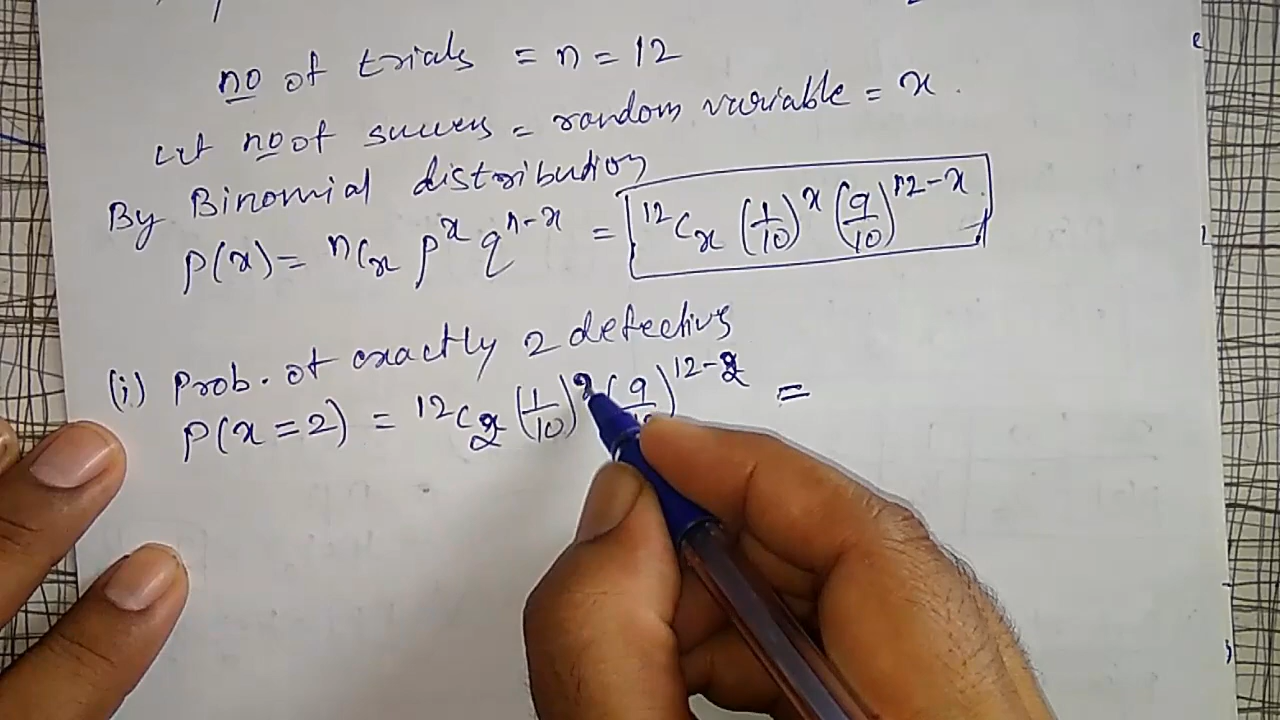 no of trials = n = 12
Let no of success = random variable = x.
By Binomial distribution
P(x) = ⁿCₓ pˣ qⁿ⁻ˣ = ¹²Cₓ (1/10)ˣ (9/10)¹²⁻ˣ
(i) Prob. of exactly 2 defectives
P(x=2) = ¹²C₂ (1/10)² (9/10)¹²⁻² =